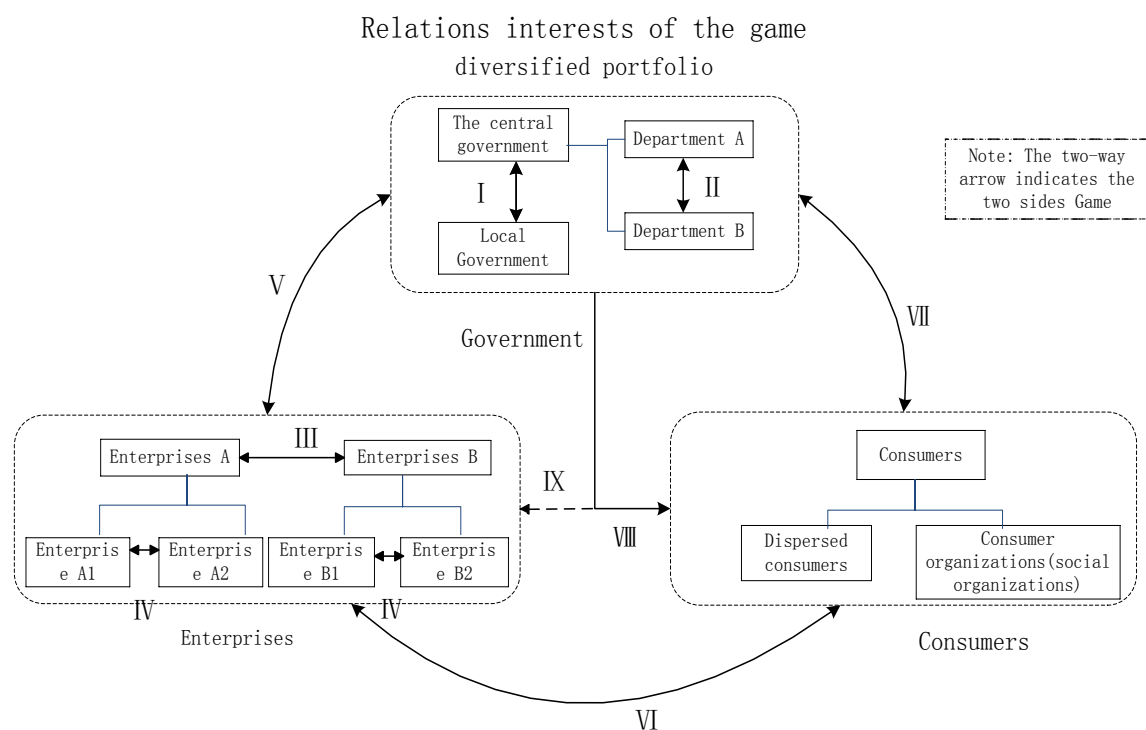 Relations interests of the game
diversified portfolio
The central
government
Department A
Note: The two-way
arrow indicates the
two sides Game
Ⅰ
Ⅱ
Local
Government
Department B
Ⅴ
Ⅶ
Government
Enterprises A
Ⅲ
Enterprises B
Consumers
Ⅸ
Ⅷ
Enterpris
e A1
Enterpris
e A2
Enterpris
e B1
Enterpris
e B2
Dispersed
consumers
Consumer
organizations(social
organizations)
Ⅳ
Ⅳ
Enterprises
Consumers
Ⅵ